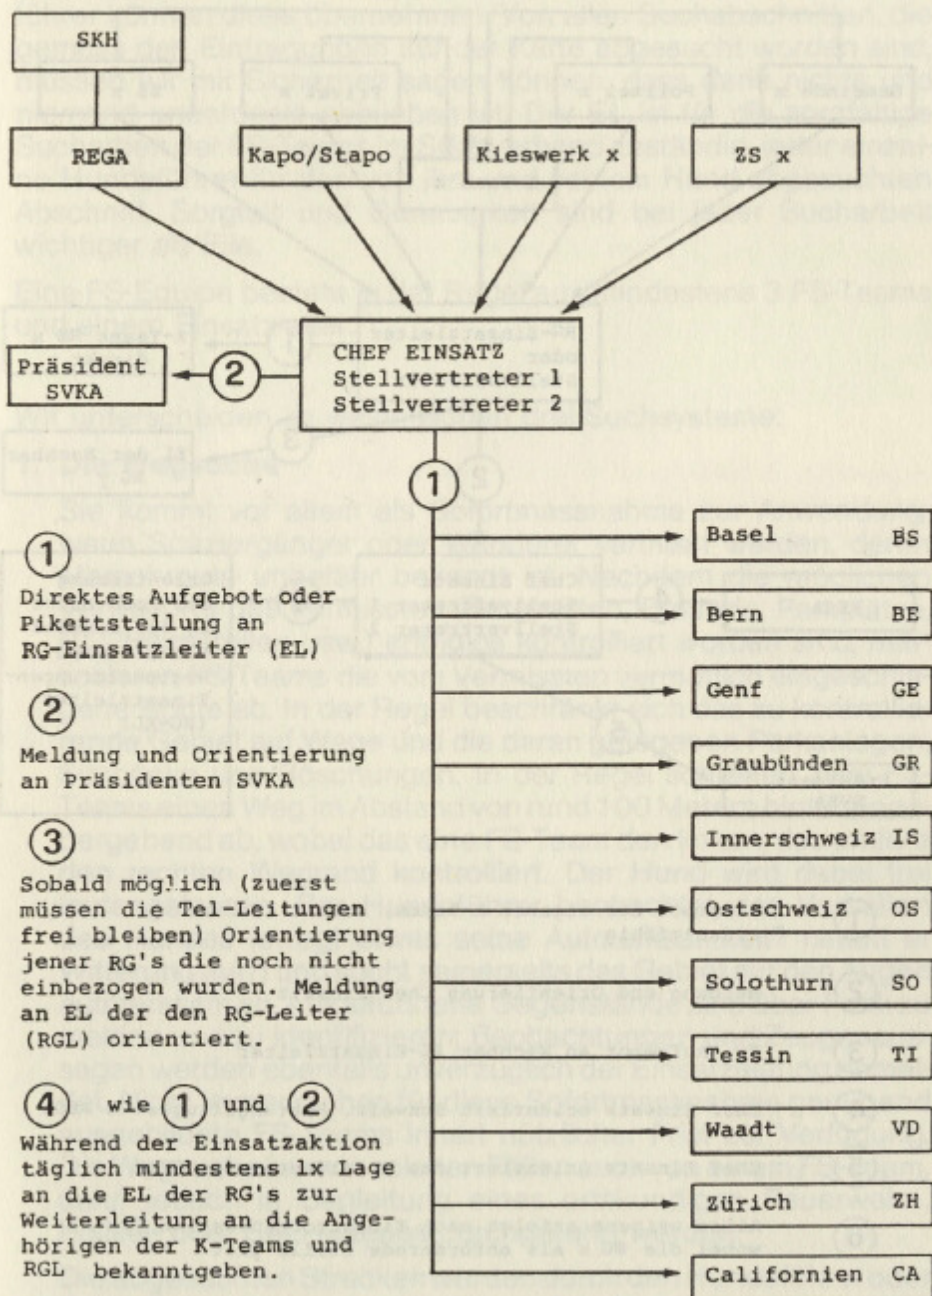 SKH
REGA
Kapo/Stapo
Kieswerk x
ZS x
CHEF EINSATZ
Stellvertreter 1
Stellvertreter 2
Präsident
SVKA
2
1
1
Direktes Aufgebot oder
Pikettstellung an
RG-Einsatzleiter (EL)
2
Meldung und Orientierung
an Präsidenten SVKA
3
Sobald möglich (zuerst
müssen die Tel-Leitungen
frei bleiben) Orientierung
jener RG's die noch nicht
einbezogen wurden. Meldung
an EL der den RG-Leiter
(RGL) orientiert.
4 wie 1 und 2
Während der Einsatzaktion
täglich mindestens 1x Lage
an die EL der RG's zur
Weiterleitung an die Ange-
hörigen der K-Teams und
RGL bekanntgeben.
Basel BS
Bern BE
Genf GE
Graubünden GR
Innerschweiz IS
Ostschweiz OS
Solothurn SO
Tessin TI
Waadt VD
Zürich ZH
Californien CA